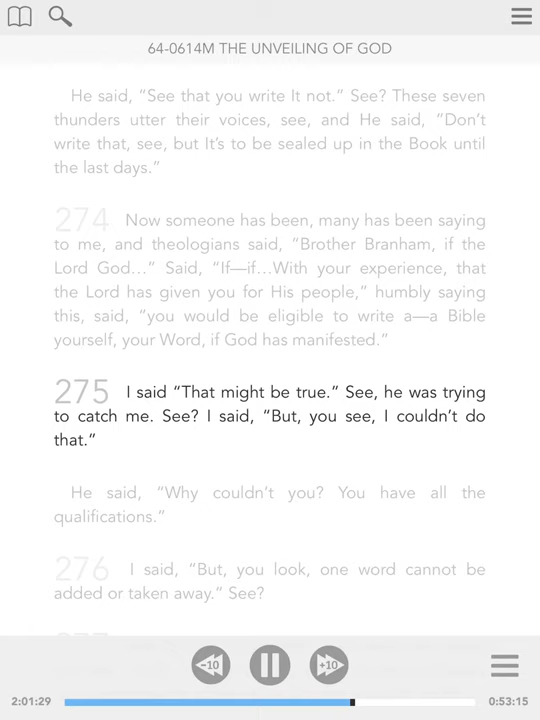 64-0614M THE UNVEILING OF GOD
He said, “See that you write It not.” See? These seven
thunders utter their voices, see, and He said, “Don’t
write that, see, but It’s to be sealed up in the Book until
the last days.”
274 Now someone has been, many has been saying
to me, and theologians said, “Brother Branham, if the
Lord God…” Said, “If—if…With your experience, that
the Lord has given you for His people,” humbly saying
this, said, “you would be eligible to write a—a Bible
yourself, your Word, if God has manifested.”
275 I said “That might be true.” See, he was trying
to catch me. See? I said, “But, you see, I couldn’t do
that.”
He said, “Why couldn’t you? You have all the
qualifications.”
276 I said, “But, you look, one word cannot be
added or taken away.” See?
-10 +10
2:01:29 0:53:15